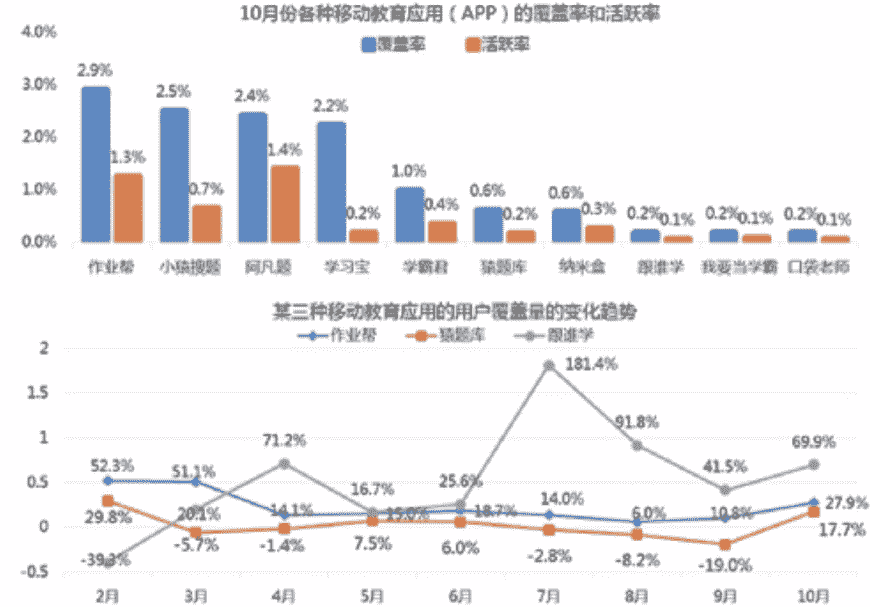 10月份各种移动教育应用（APP）的覆盖率和活跃率
覆盖率 活跃率
4.0%
3.0%
2.0%
1.0%
0.0%
2.9% 1.3% 2.5% 0.7% 2.4% 1.4% 2.2% 0.2% 1.0% 0.4% 0.6% 0.2% 0.6% 0.3% 0.2% 0.1% 0.2% 0.1% 0.2% 0.1%
作业帮 小猿搜题 阿凡题 学习宝 学霸君 猿题库 纳米盒 跟谁学 我要当学霸 口袋老师
某三种移动教育应用的用户覆盖量的变化趋势
作业帮 猿题库 跟谁学
2
1.5
1
0.5
0
-0.5
52.3% 51.1% 14.1% 15.0% 18.7% 14.0% 6.0% 10.8% 27.9%
29.8% -5.7% -1.4% 7.5% 6.0% -2.8% -8.2% -19.0% 17.7%
-39.3% 20.1% 71.2% 16.7% 25.6% 181.4% 91.8% 41.5% 69.9%
2月 3月 4月 5月 6月 7月 8月 9月 10月